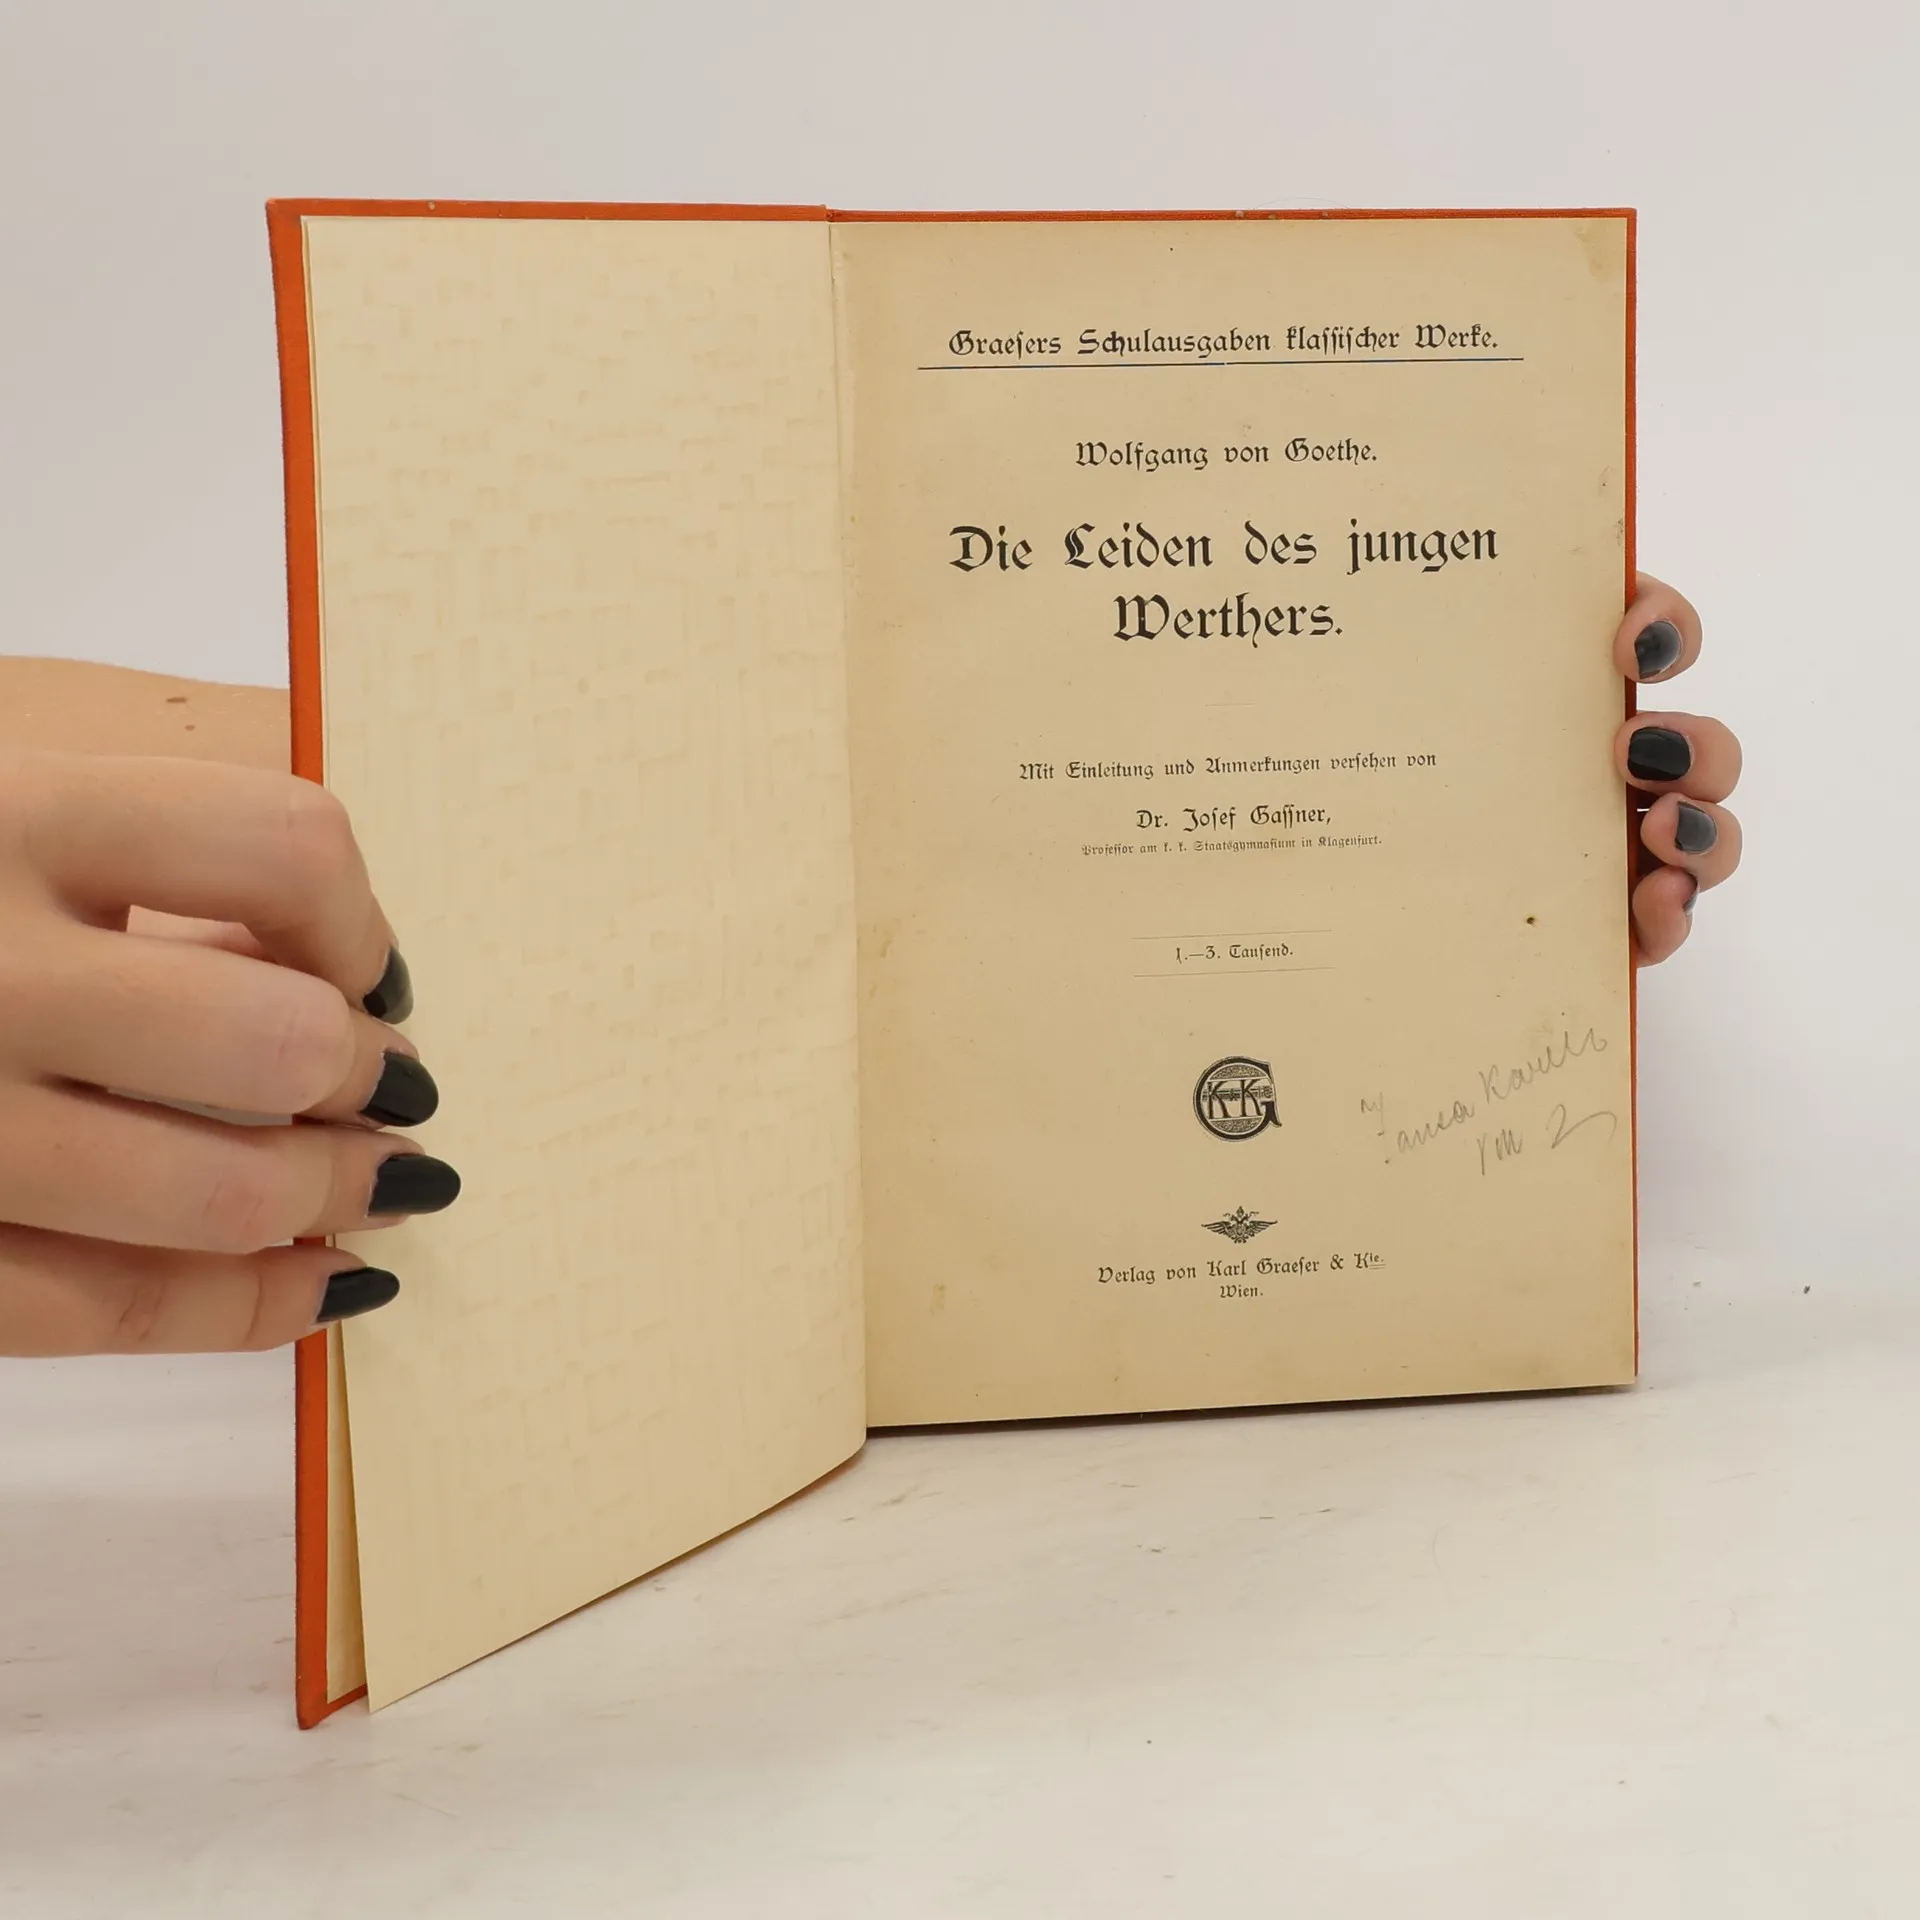 Graeſers Schulausgaben klaſſiſcher Werke.
Wolfgang von Goethe.
Die Leiden des jungen
Werthers.
Mit Einleitung und Anmerkungen verſehen von
Dr. Joſef Gaſſner,
Profeſſor am k. k. Staatsgymnaſium in Klagenfurt.
1.—3. Tauſend.
KKG
Verlag von Karl Graeſer & Kie.
Wien.